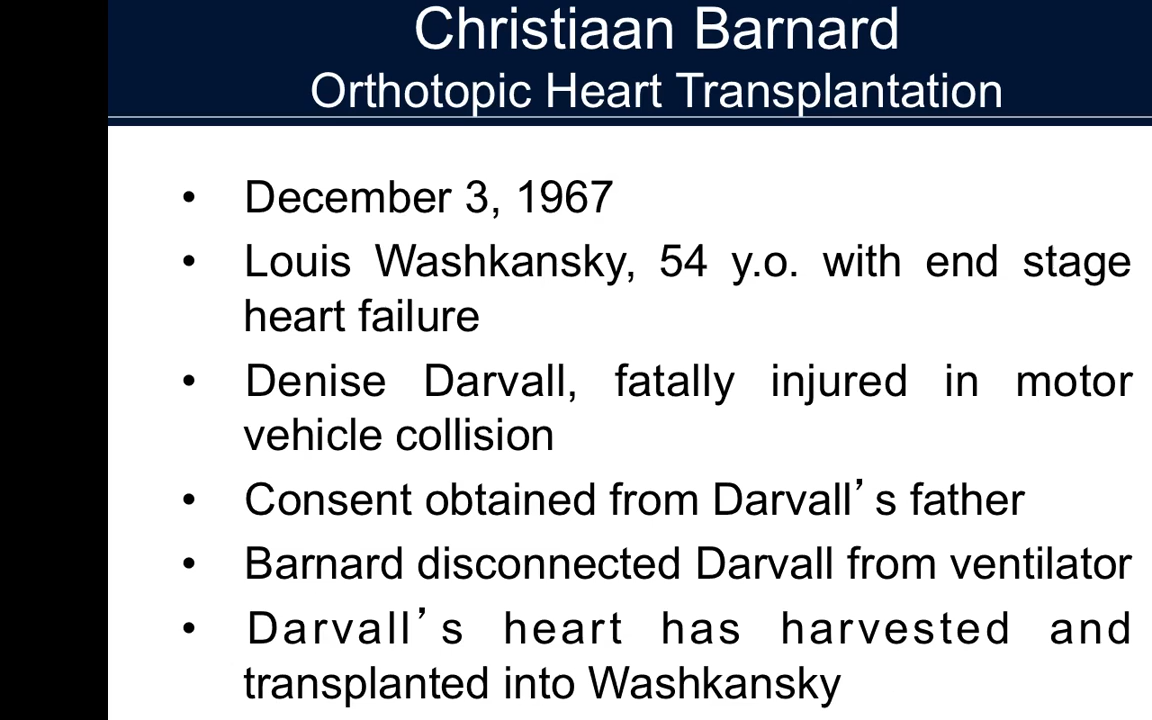 Christiaan Barnard
Orthotopic Heart Transplantation
• December 3, 1967
• Louis Washkansky, 54 y.o. with end stage
heart failure
• Denise Darvall, fatally injured in motor
vehicle collision
• Consent obtained from Darvall’s father
• Barnard disconnected Darvall from ventilator
• Darvall’s heart has harvested and
transplanted into Washkansky